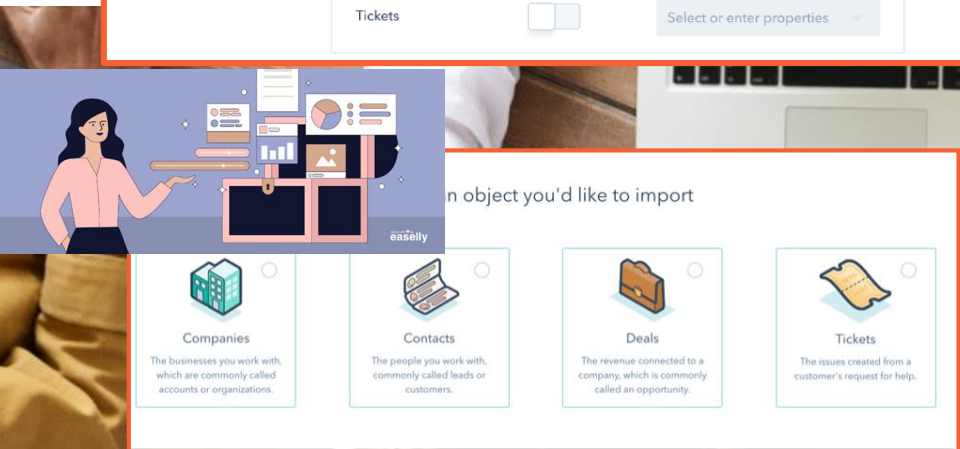 Tickets
Select or enter properties
easelly
an object you'd like to import
Companies
The businesses you work with,
which are commonly called
accounts or organizations.
Contacts
The people you work with,
commonly called leads or
customers.
Deals
The revenue connected to a
company, which is commonly
called an opportunity.
Tickets
The issues created from a
customer's request for help.